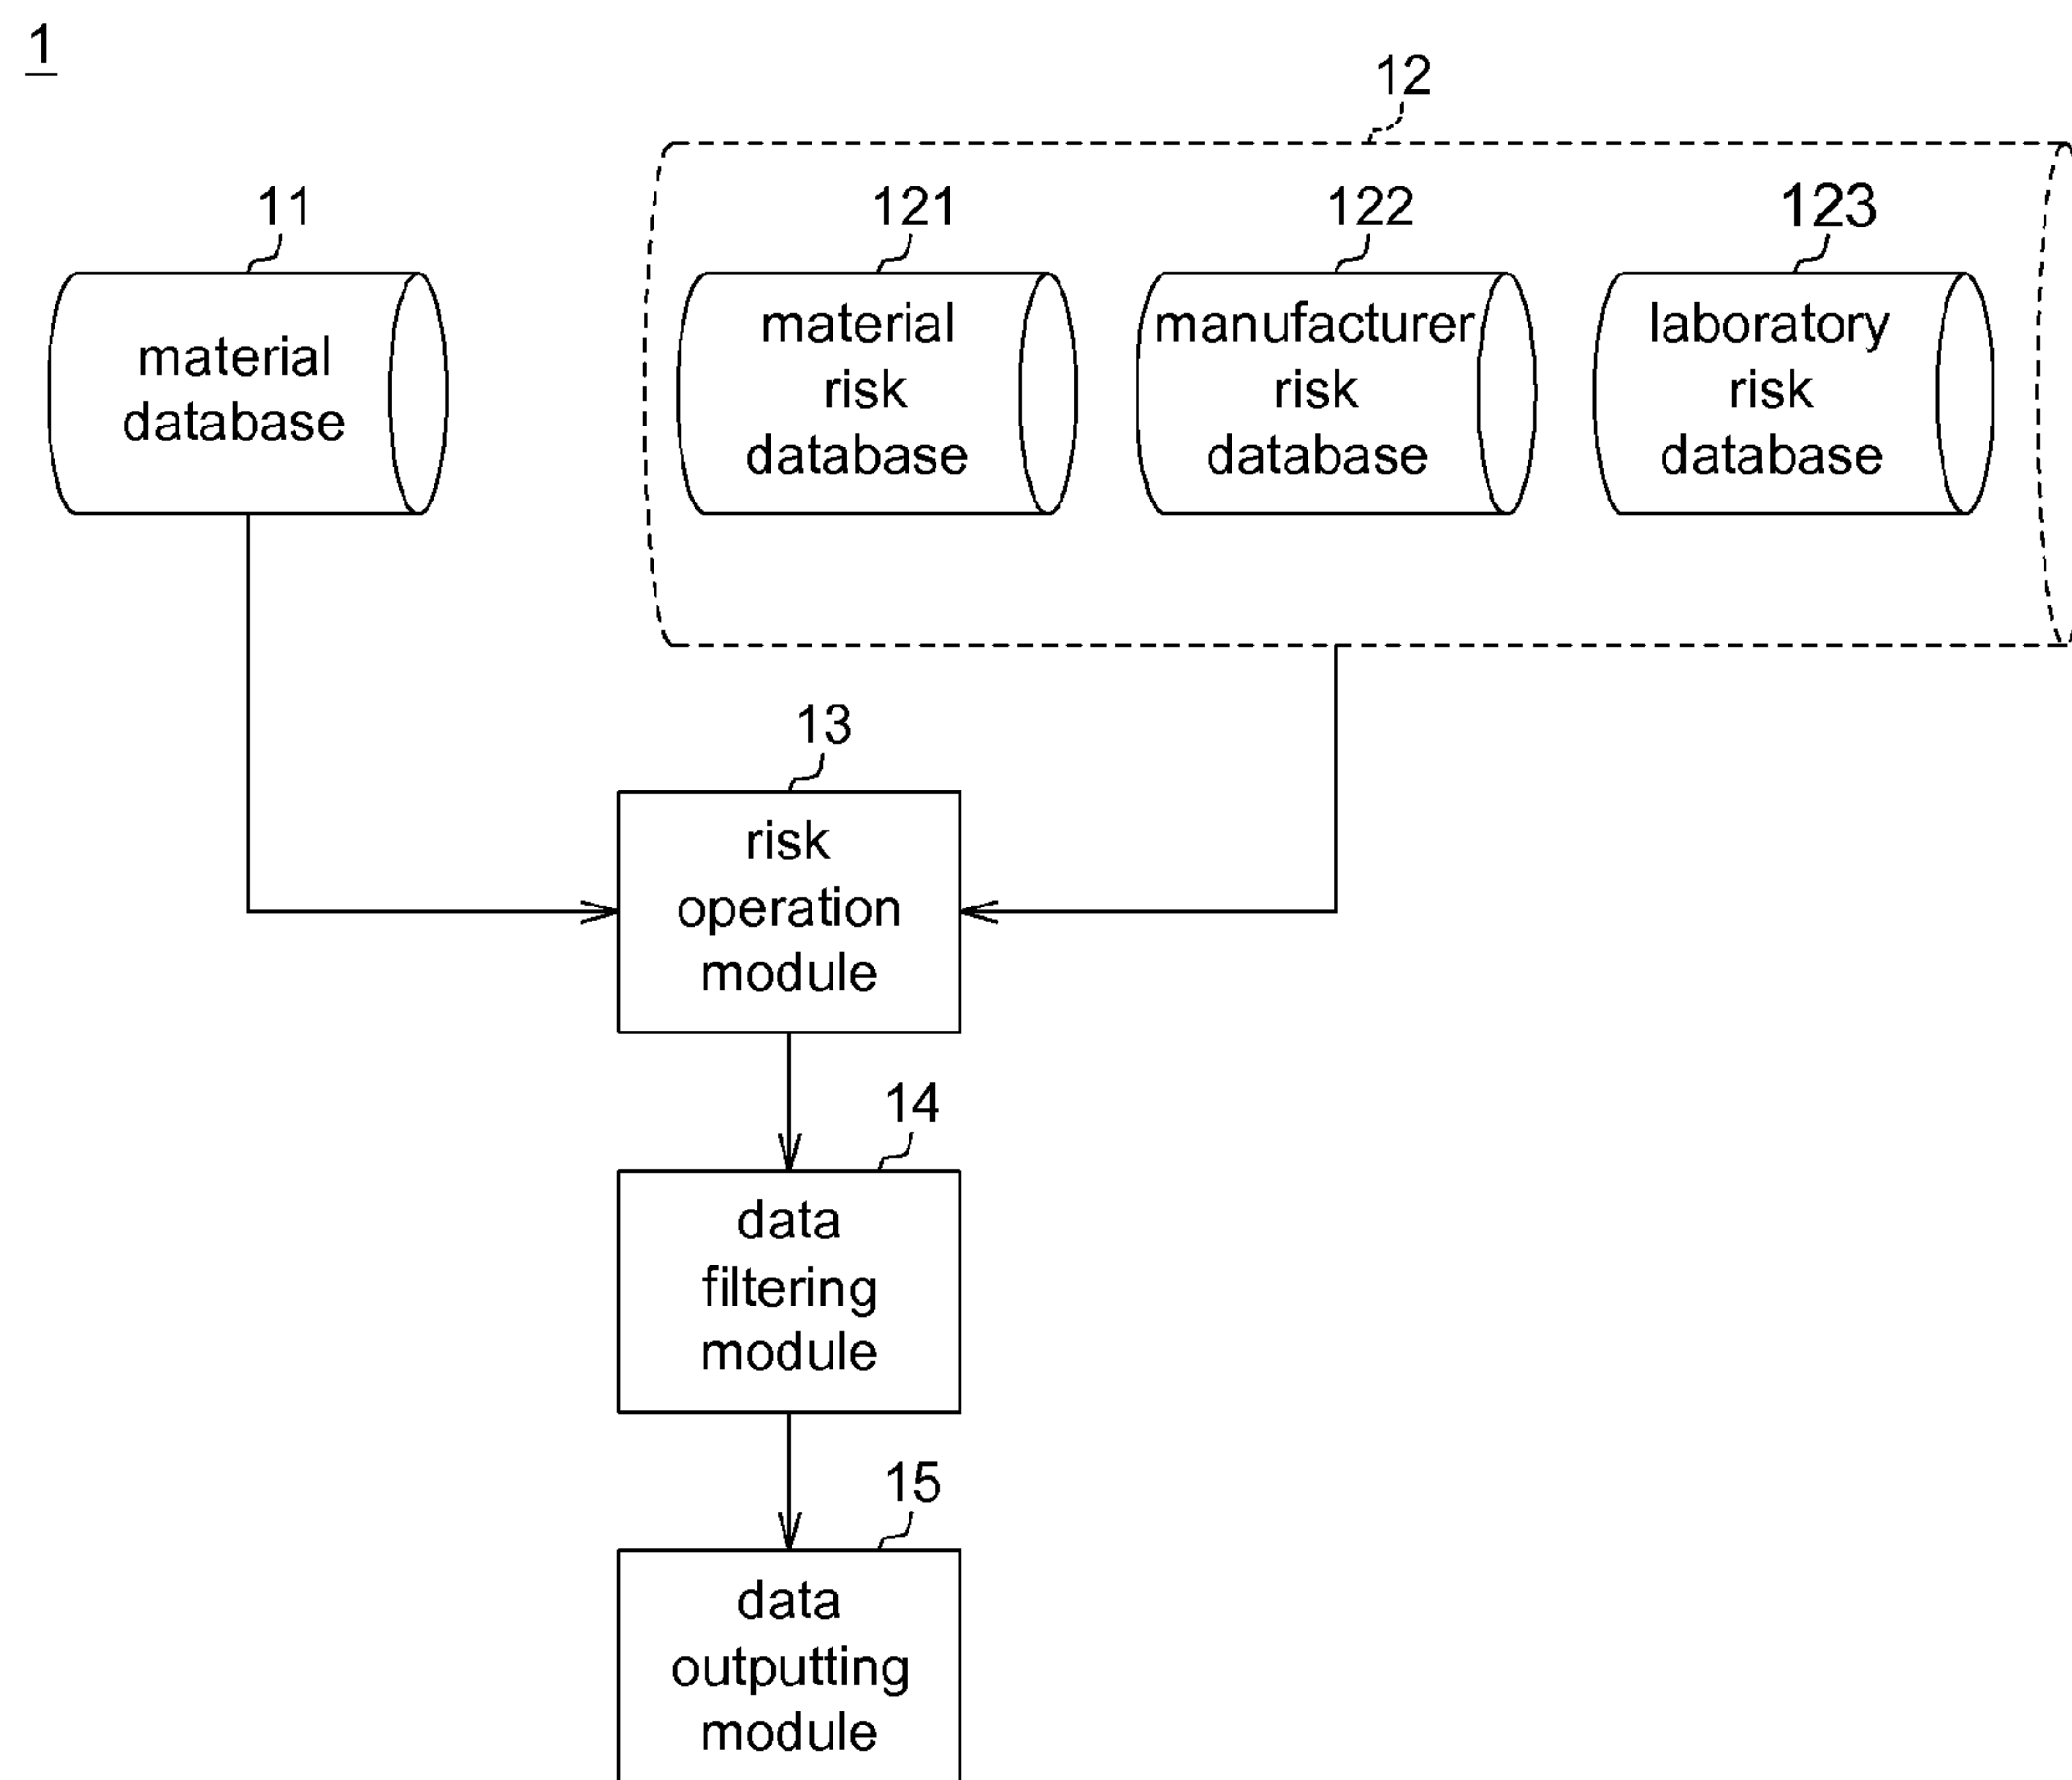 1
12
11
121
122
123
material
database
material
risk
database
manufacturer
risk
database
laboratory
risk
database
13
risk
operation
module
14
data
filtering
module
15
data
outputting
module